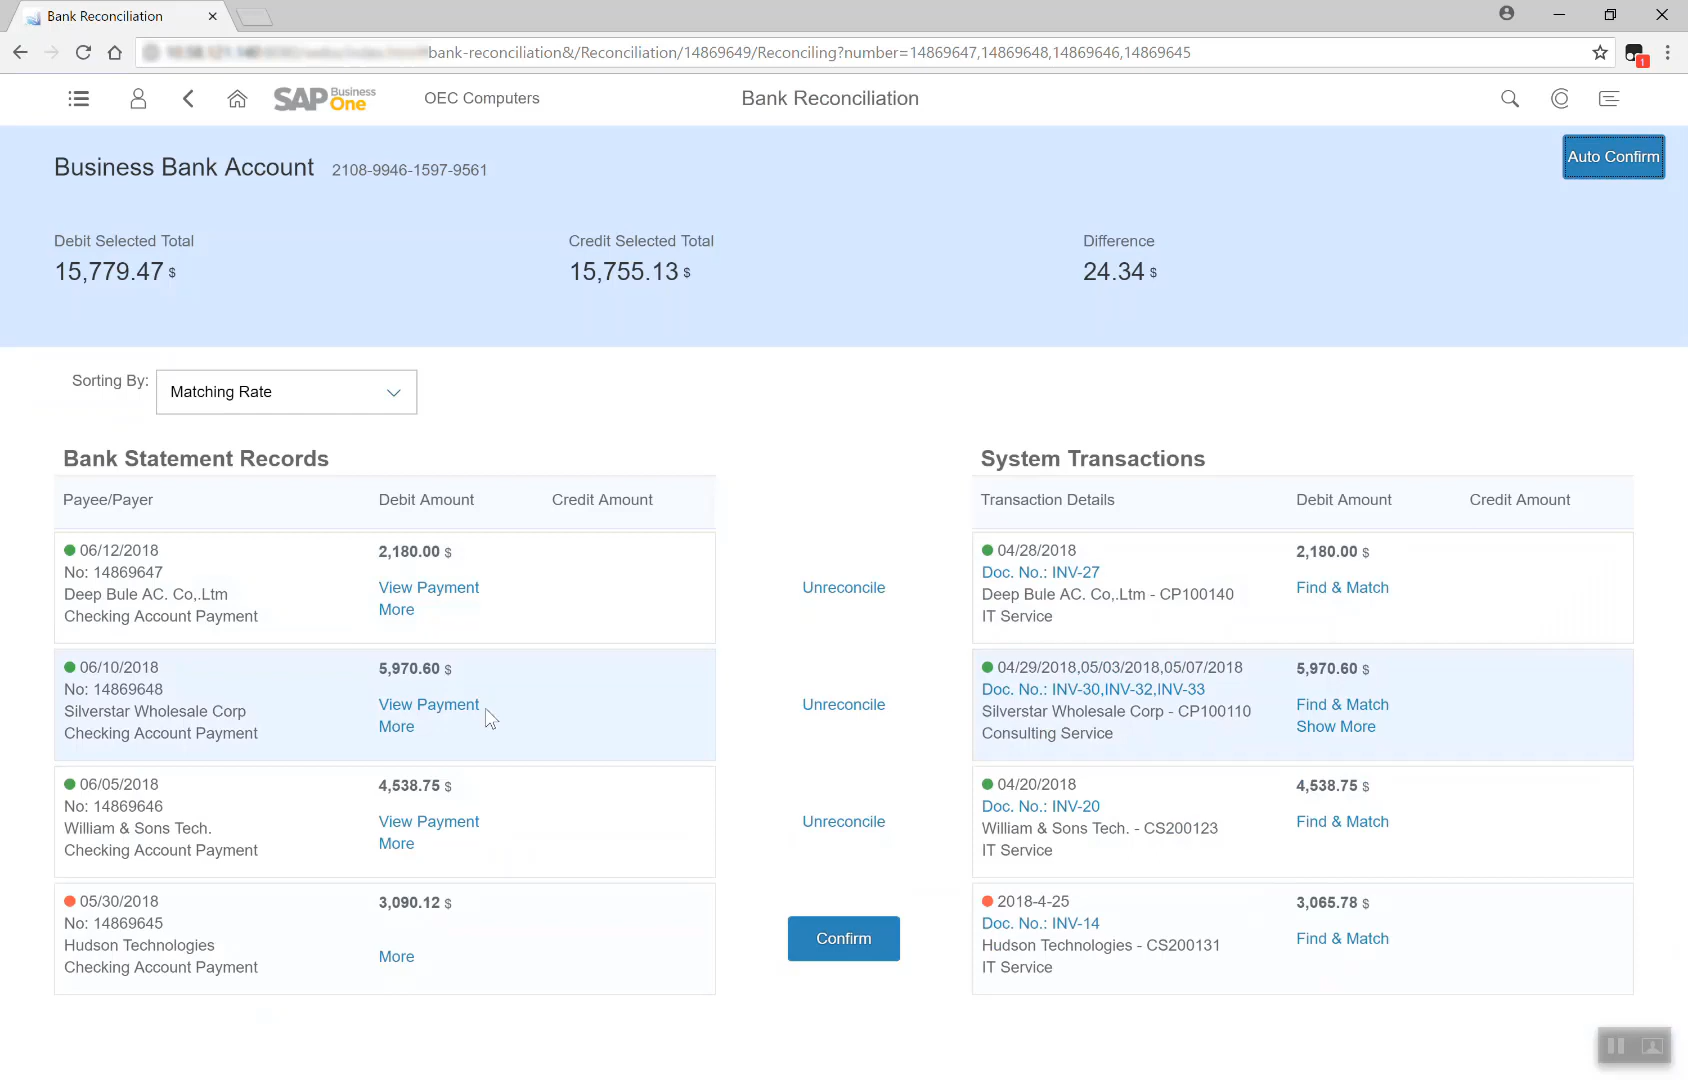 Bank Reconciliation
bank-reconciliation&/Reconciliation/14869649/Reconciling?number=14869647,14869648,14869646,14869645
1
SAP Business One
OEC Computers
Bank Reconciliation
Business Bank Account 2108-9946-1597-9561
Auto Confirm
Debit Selected Total
15,779.47 $
Credit Selected Total
15,755.13 $
Difference
24.34 $
Sorting By: Matching Rate
Bank Statement Records
Payee/Payer Debit Amount Credit Amount
06/12/2018
No: 14869647
Deep Bule AC. Co,.Ltm
Checking Account Payment
2,180.00 $
View Payment
More
06/10/2018
No: 14869648
Silverstar Wholesale Corp
Checking Account Payment
5,970.60 $
View Payment
More
06/05/2018
No: 14869646
William & Sons Tech.
Checking Account Payment
4,538.75 $
View Payment
More
05/30/2018
No: 14869645
Hudson Technologies
Checking Account Payment
3,090.12 $
More
Unreconcile
Unreconcile
Unreconcile
Confirm
System Transactions
Transaction Details Debit Amount Credit Amount
04/28/2018
Doc. No.: INV-27
Deep Bule AC. Co,.Ltm - CP100140
IT Service
2,180.00 $
Find & Match
04/29/2018,05/03/2018,05/07/2018
Doc. No.: INV-30,INV-32,INV-33
Silverstar Wholesale Corp - CP100110
Consulting Service
5,970.60 $
Find & Match
Show More
04/20/2018
Doc. No.: INV-20
William & Sons Tech. - CS200123
IT Service
4,538.75 $
Find & Match
2018-4-25
Doc. No.: INV-14
Hudson Technologies - CS200131
IT Service
3,065.78 $
Find & Match